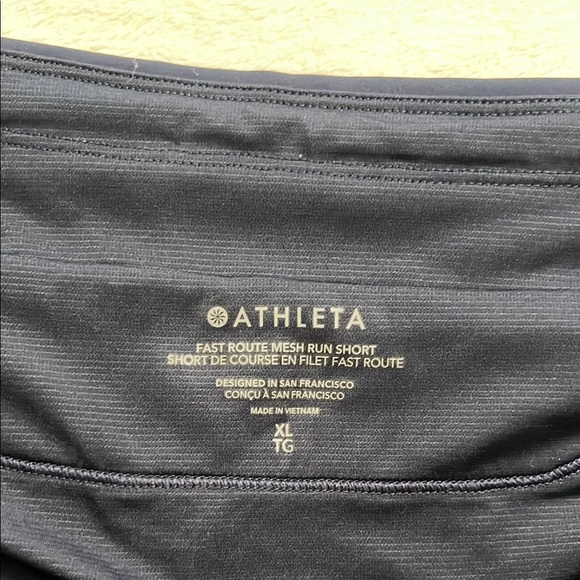 ATHLETA
FAST ROUTE MESH RUN SHORT
SHORT DE COURSE EN FILET FAST ROUTE
DESIGNED IN SAN FRANCISCO
CONÇU À SAN FRANCISCO
MADE IN VIETNAM
XL
TG